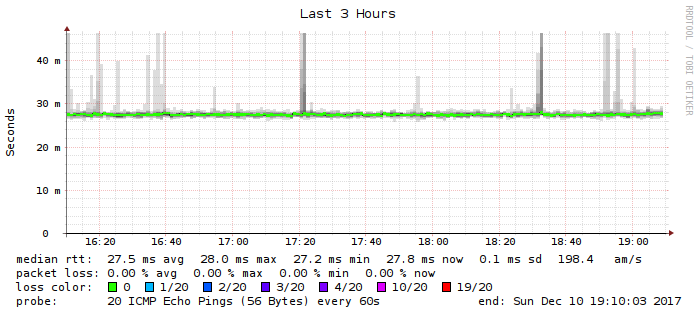 Last 3 Hours
RRDTOOL / TOBI OETIKER
Seconds
40 m
30 m
20 m
10 m
0
16:20 16:40 17:00 17:20 17:40 18:00 18:20 18:40 19:00
median rtt: 27.5 ms avg 28.0 ms max 27.2 ms min 27.8 ms now 0.1 ms sd 198.4 am/s
packet loss: 0.00 % avg 0.00 % max 0.00 % min 0.00 % now
loss color: 0 1/20 2/20 3/20 4/20 10/20 19/20
probe: 20 ICMP Echo Pings (56 Bytes) every 60s end: Sun Dec 10 19:10:03 2017